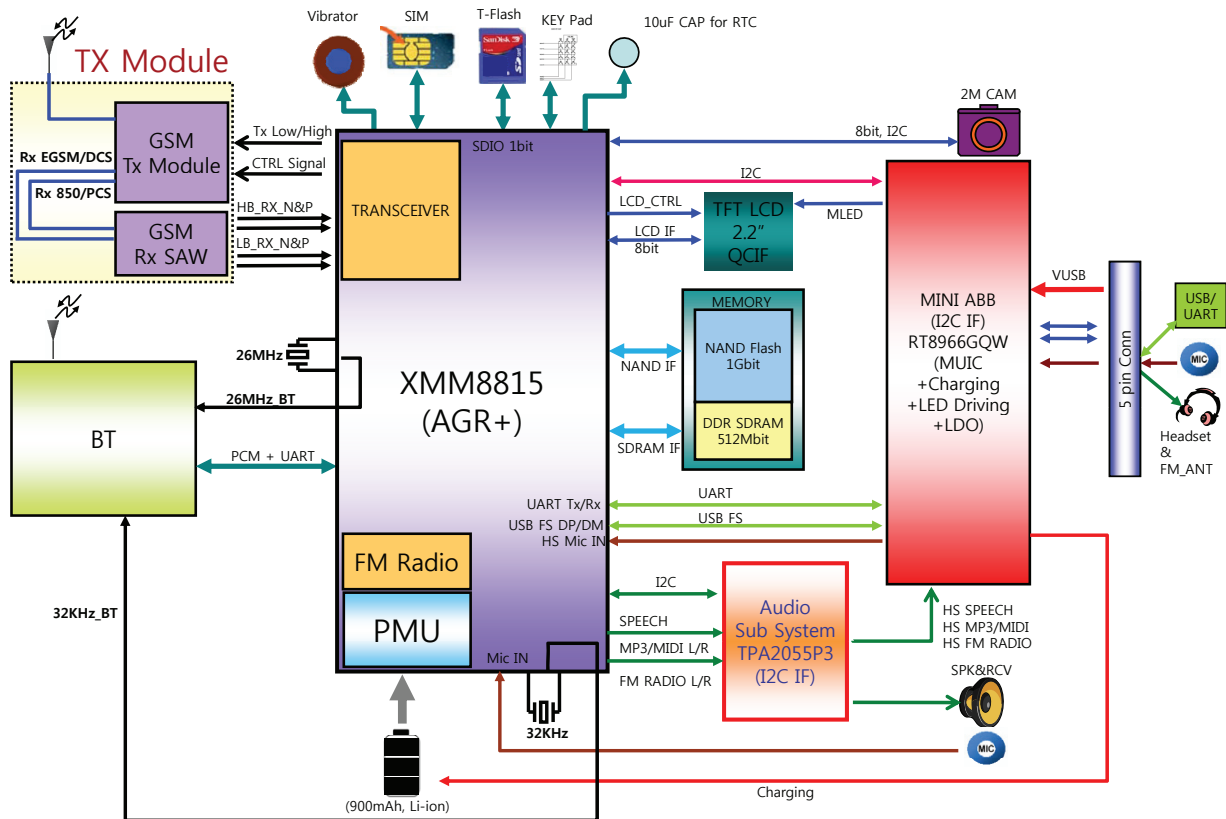 Vibrator
SIM
T-Flash
KEY Pad
10uF CAP for RTC
SanDisk
TX Module
2M CAM
GSM
Tx Module
Tx Low/High
CTRL Signal
Rx EGSM/DCS
Rx 850/PCS
HB_RX_N&P
LB_RX_N&P
GSM
Rx SAW
SDIO 1bit
TRANSCEIVER
8bit, I2C
I2C
LCD_CTRL
LCD IF
8bit
TFT LCD
2.2"
QCIF
MLED
MEMORY
NAND Flash
1Gbit
DDR SDRAM
512Mbit
NAND IF
SDRAM IF
MINI ABB
(I2C IF)
RT8966GQW
(MUIC
+Charging
+LED Driving
+LDO)
VUSB
5 pin Conn
USB/
UART
MIC
Headset
&
FM_ANT
26MHz
26MHz_BT
BT
PCM + UART
XMM8815
(AGR+)
UART Tx/Rx
UART
USB FS DP/DM
USB FS
HS Mic IN
FM Radio
PMU
32KHz_BT
I2C
SPEECH
MP3/MIDI L/R
FM RADIO L/R
Audio
Sub System
TPA2055P3
(I2C IF)
HS SPEECH
HS MP3/MIDI
HS FM RADIO
SPK&RCV
MIC
Mic IN
32KHz
(900mAh, Li-ion)
Charging